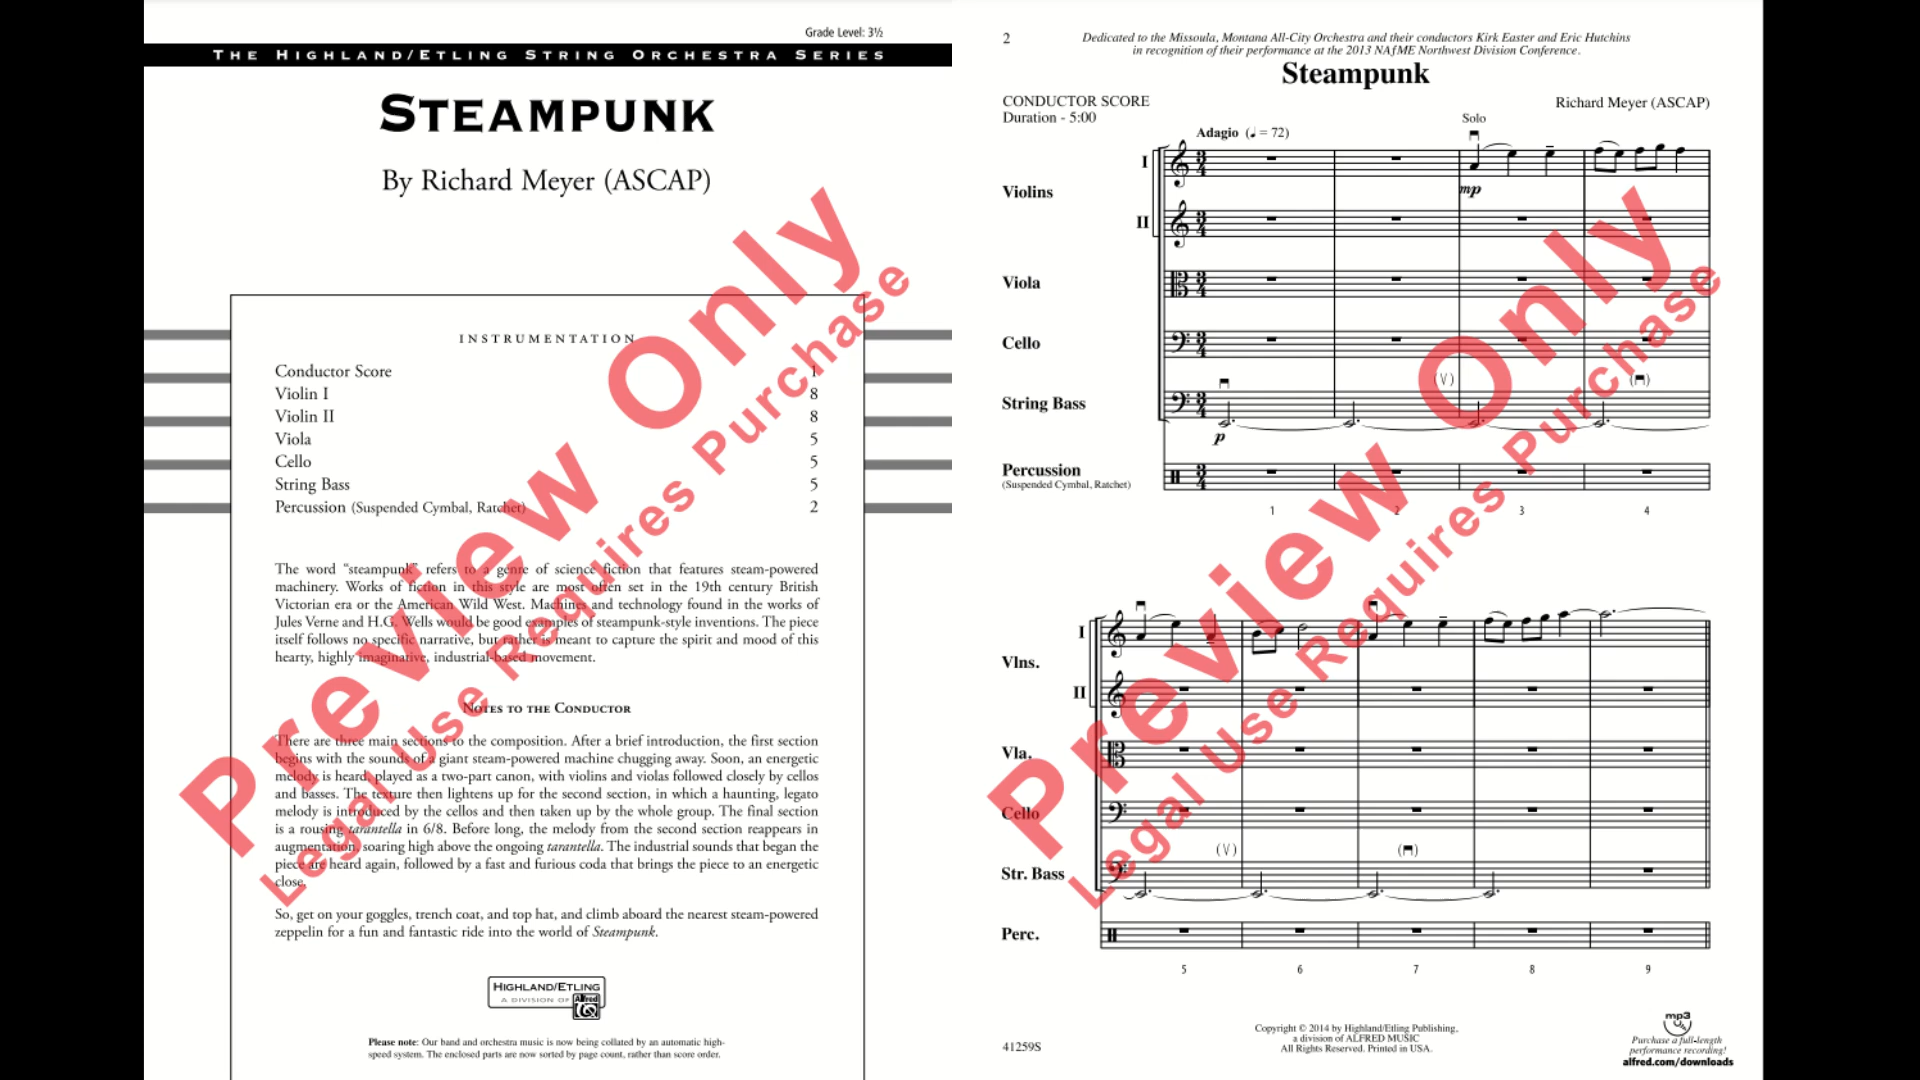 Grade Level: 3½
THE HIGHLAND/ETLING STRING ORCHESTRA SERIES
STEAMPUNK
By Richard Meyer (ASCAP)
INSTRUMENTATION
Conductor Score 1
Violin I 8
Violin II 8
Viola 5
Cello 5
String Bass 5
Percussion (Suspended Cymbal, Ratchet) 2
The word “steampunk” refers to a genre of science fiction that features steam-powered
machinery. Works of fiction in this style are most often set in the 19th century British
Victorian era or the American Wild West. Machines and technology found in the works of
Jules Verne and H.G. Wells would be good examples of steampunk-style inventions. The piece
itself follows no specific narrative, but rather is meant to capture the spirit and mood of this
hearty, highly imaginative, industrial-based movement.
NOTES TO THE CONDUCTOR
There are three main sections to the composition. After a brief introduction, the first section
begins with the sounds of a giant steam-powered machine chugging away. Soon, an energetic
melody is heard, played as a two-part canon, with violins and violas followed closely by cellos
and basses. The texture then lightens up for the second section, in which a haunting, legato
melody is introduced by the cellos and then taken up by the whole group. The final section
is a rousing tarantella in 6/8. Before long, the melody from the second section reappears in
augmentation, soaring high above the ongoing tarantella. The industrial sounds that began the
piece are heard again, followed by a fast and furious coda that brings the piece to an energetic
close.
So, get on your goggles, trench coat, and top hat, and climb aboard the nearest steam-powered
zeppelin for a fun and fantastic ride into the world of Steampunk.
HIGHLAND/ETLING
A DIVISION OF Alfred
Please note: Our band and orchestra music is now being collated by an automatic high-
speed system. The enclosed parts are now sorted by page count, rather than score order.
Preview Only
Legal Use Requires Purchase
2
Dedicated to the Missoula, Montana All-City Orchestra and their conductors Kirk Easter and Eric Hutchins
in recognition of their performance at the 2013 NAfME Northwest Division Conference.
Steampunk
CONDUCTOR SCORE
Duration - 5:00
Richard Meyer (ASCAP)
Solo
Adagio (♩ = 72)
I
Violins
mp
II
Viola
Cello
String Bass
p
Percussion
(Suspended Cymbal, Ratchet)
1 2 3 4
I
Vlns.
II
Vla.
Cello
Str. Bass
Perc.
5 6 7 8 9
Copyright © 2014 by Highland/Etling Publishing,
a division of ALFRED MUSIC
All Rights Reserved. Printed in USA.
41259S
mp3
Purchase a full-length
performance recording!
alfred.com/downloads
Preview Only
Legal Use Requires Purchase